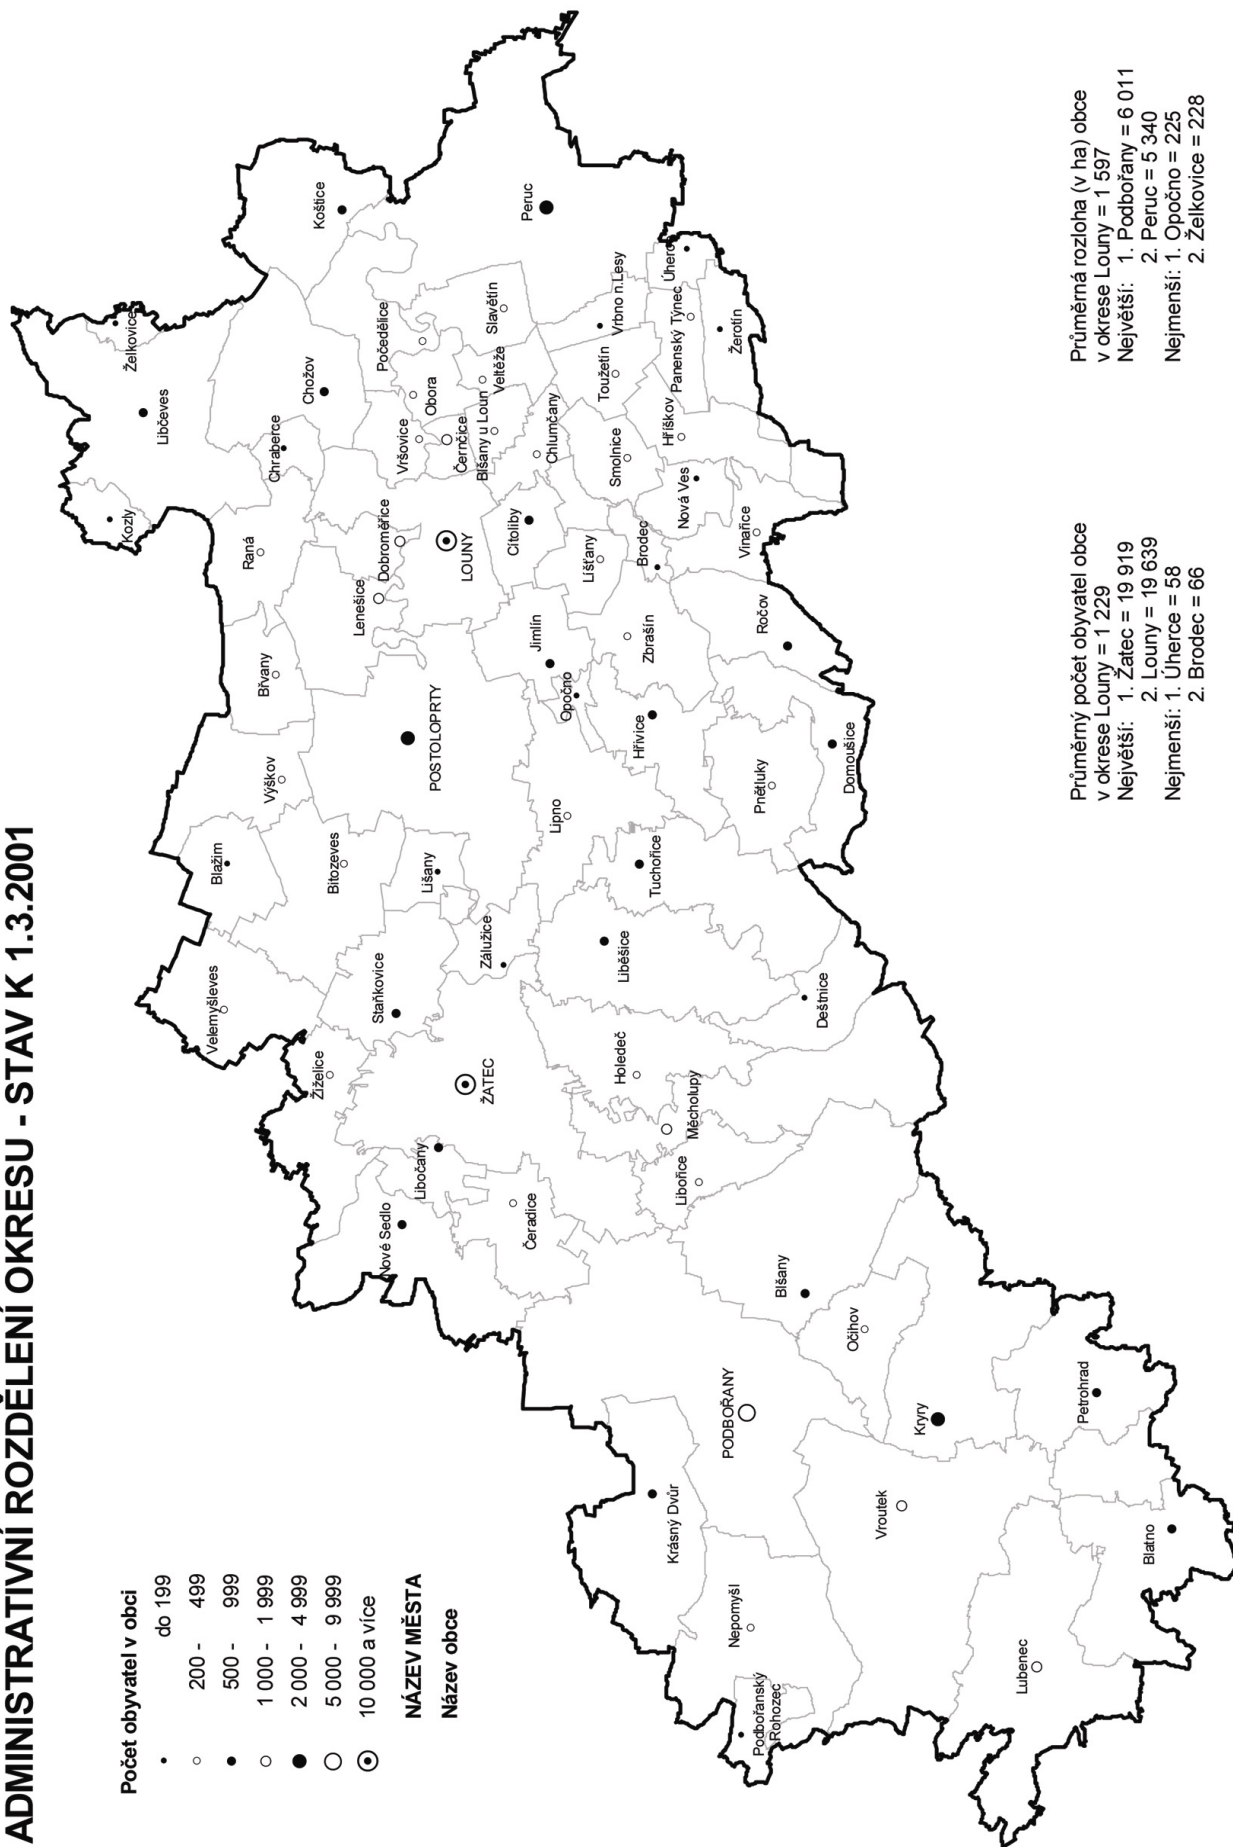 ADMINISTRATIVNÍ ROZDĚLENÍ OKRESU - STAV K 1.3.2001
Počet obyvatel v obci
do 199
200 - 499
500 - 999
1 000 - 1 999
2 000 - 4 999
5 000 - 9 999
10 000 a více
NÁZEV MĚSTA
Název obce
Kozly
Želkovice
Libčeves
Velemyšleves
Blažim
Raná
Chraberce
Břvany
Výškov
Chožov
Koštice
Žiželice
Bitozeves
Lenešice
Dobroměřice
Počedělice
Staňkovice
Nové Sedlo
Libočany
Lišany
POSTOLOPRTY
LOUNY
Vršovice
Obora
Černčice
Blšany u Loun
Veltěže
Slavětín
ŽATEC
Zálužice
Čeradice
Jimlín
Cítoliby
Chlumčany
Peruc
Lipno
Opočno
Líšťany
Smolnice
Toužetín
Vrbno n.Lesy
Liběšice
Tuchořice
Hřivice
Zbrašín
Brodec
Nová Ves
Hříškov
Panenský Týnec
Úherce
Žerotín
Holedeč
Měcholupy
Libořice
Krásný Dvůr
PODBOŘANY
Nepomyšl
Podbořanský
Rohozec
Blšany
Deštnice
Pnětluky
Domoušice
Ročov
Vinařice
Očihov
Vroutek
Kryry
Lubenec
Petrohrad
Blatno
Průměrný počet obyvatel obce
v okrese Louny = 1 229
Největší: 1. Žatec = 19 919
2. Louny = 19 639
Nejmenší: 1. Úherce = 58
2. Brodec = 66
Průměrná rozloha (v ha) obce
v okrese Louny = 1 597
Největší: 1. Podbořany = 6 011
2. Peruc = 5 340
Nejmenší: 1. Opočno = 225
2. Želkovice = 228